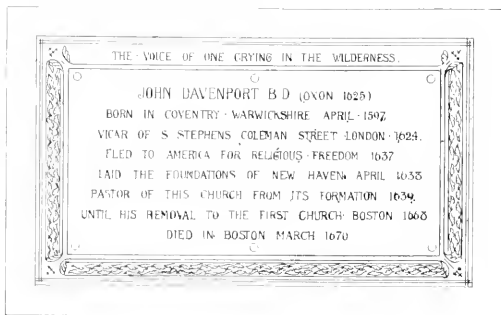 THE · VOICE OF ONE CRYING IN THE WILDERNESS.
JOHN DAVENPORT B D (OXON 1625)
BORN IN COVENTRY · WARWICKSHIRE APRIL · 1597
VICAR OF S STEPHENS COLEMAN STREET · LONDON · 1624.
FLED TO AMERICA FOR RELIGIOUS · FREEDOM 1637
LAID THE FOUNDATIONS OF NEW HAVEN APRIL 1638
PASTOR OF THIS CHURCH FROM ITS FORMATION 1639.
UNTIL HIS REMOVAL TO THE FIRST CHURCH · BOSTON 1668
DIED IN BOSTON MARCH 1670